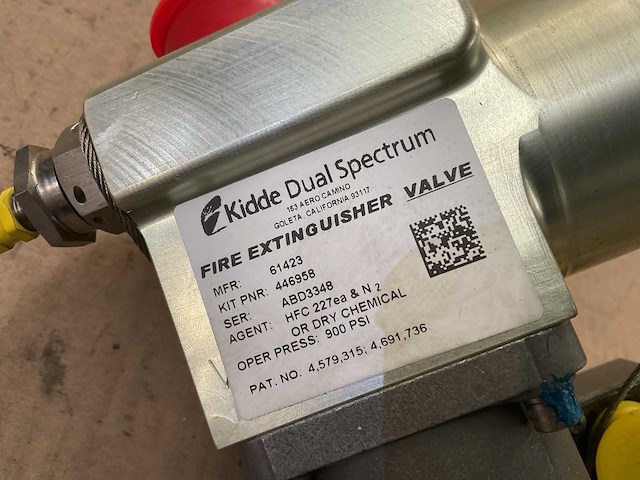 Kidde Dual Spectrum
163 AERO CAMINO
GOLETA, CALIFORNIA 93117
FIRE EXTINGUISHER VALVE
MFR: 61423
KIT PNR: 446958
SER: ABD3348
AGENT: HFC 227ea & N2
OR DRY CHEMICAL
OPER PRESS: 900 PSI
PAT. NO. 4,579,315; 4,691,736